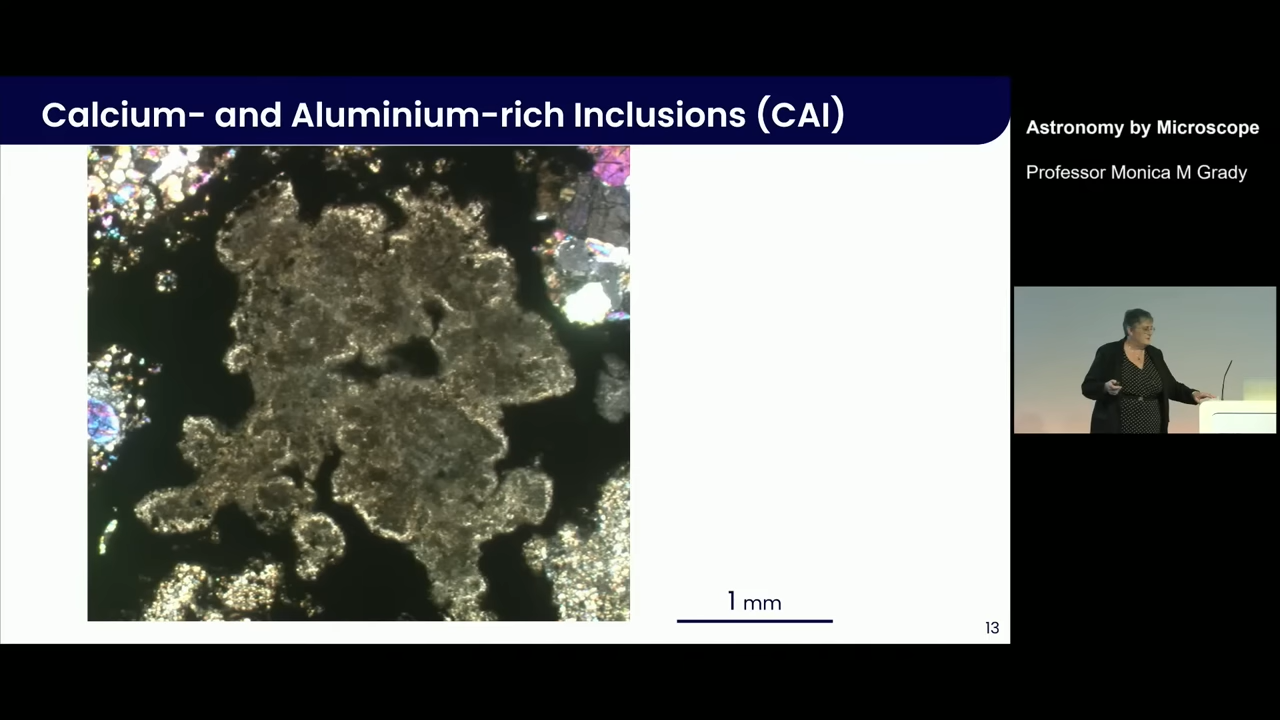 Calcium- and Aluminium-rich Inclusions (CAI)
Astronomy by Microscope
Professor Monica M Grady
1 mm
13